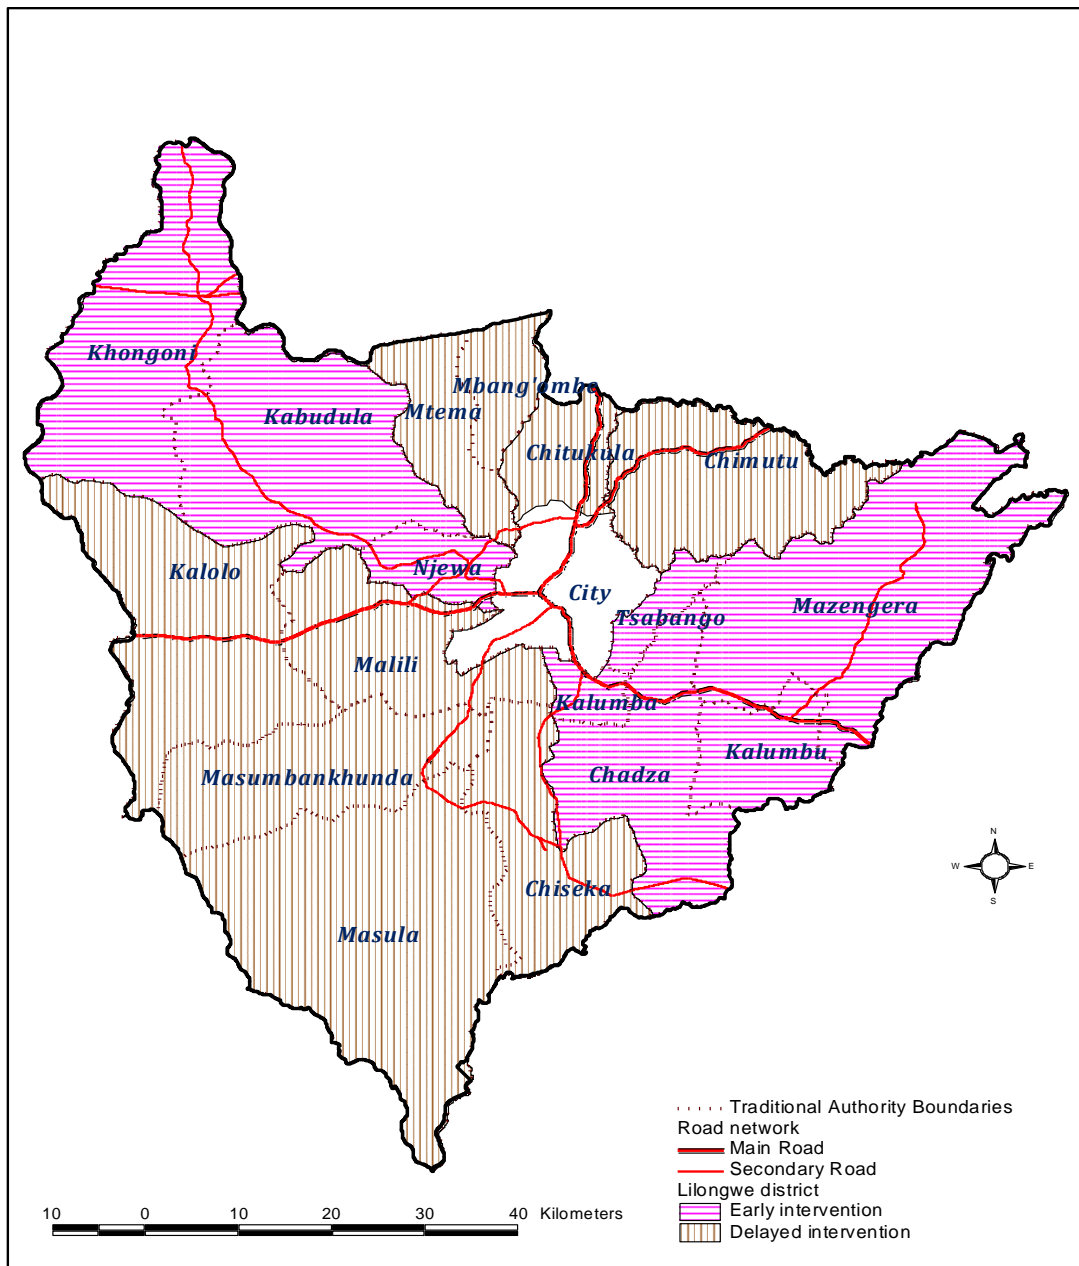 Khongoni
Mbang'ombe
Mtema
Kabudula
Chitukula
Chimutu
Kalolo
Njewa
City
Mazengera
Tsabango
Malili
Kalumba
Kalumbu
Masumbankhunda
Chadza
N
W
E
S
Chiseka
Masula
Traditional Authority Boundaries
Road network
Main Road
Secondary Road
Lilongwe district
Early intervention
Delayed intervention
10 0 10 20 30 40 Kilometers